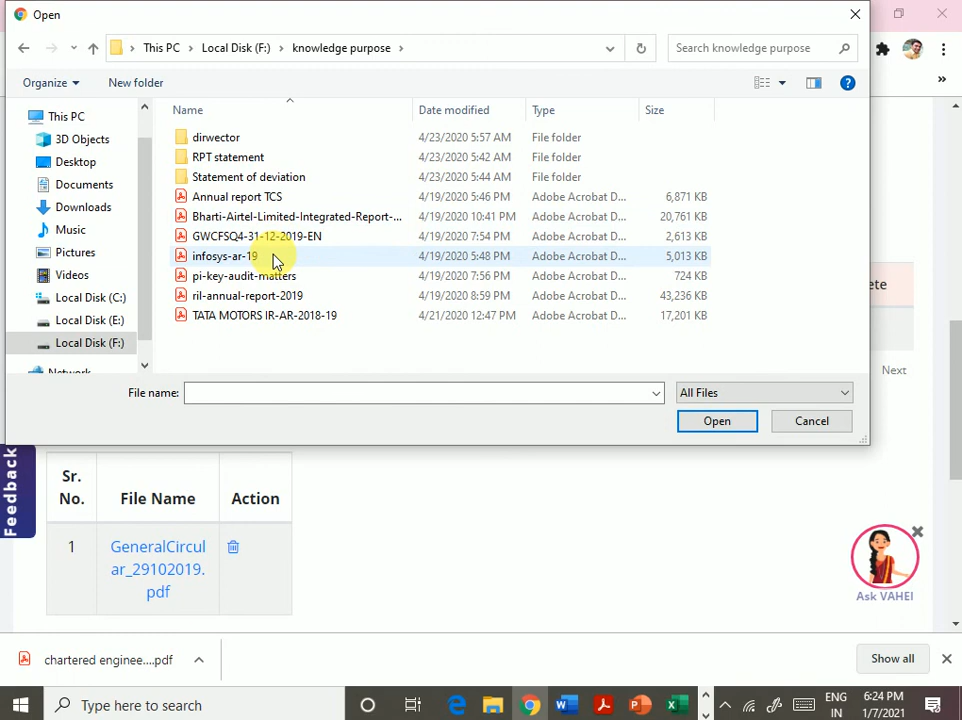 Open
This PC > Local Disk (F:) > knowledge purpose >
Search knowledge purpose
Organize
New folder
?
Name
Date modified
Type
Size
This PC
3D Objects
Desktop
Documents
Downloads
Music
Pictures
Videos
Local Disk (C:)
Local Disk (E:)
Local Disk (F:)
Network
dirwector 4/23/2020 5:57 AM File folder
RPT statement 4/23/2020 5:42 AM File folder
Statement of deviation 4/23/2020 5:44 AM File folder
Annual report TCS 4/19/2020 5:46 PM Adobe Acrobat D... 6,871 KB
Bharti-Airtel-Limited-Integrated-Report-... 4/19/2020 10:41 PM Adobe Acrobat D... 20,761 KB
GWCFSQ4-31-12-2019-EN 4/19/2020 7:54 PM Adobe Acrobat D... 2,613 KB
infosys-ar-19 4/19/2020 5:48 PM Adobe Acrobat D... 5,013 KB
pi-key-audit-matters 4/19/2020 7:56 PM Adobe Acrobat D... 724 KB
ril-annual-report-2019 4/19/2020 8:59 PM Adobe Acrobat D... 43,236 KB
TATA MOTORS IR-AR-2018-19 4/21/2020 12:47 PM Adobe Acrobat D... 17,201 KB
File name:
All Files
Open
Cancel
ete
Next
Feedback
Sr.
No.
File Name
Action
1
GeneralCircul
ar_29102019.
pdf
Ask VAHEI
chartered enginee....pdf
Show all
Type here to search
ENG
IN
6:24 PM
1/7/2021